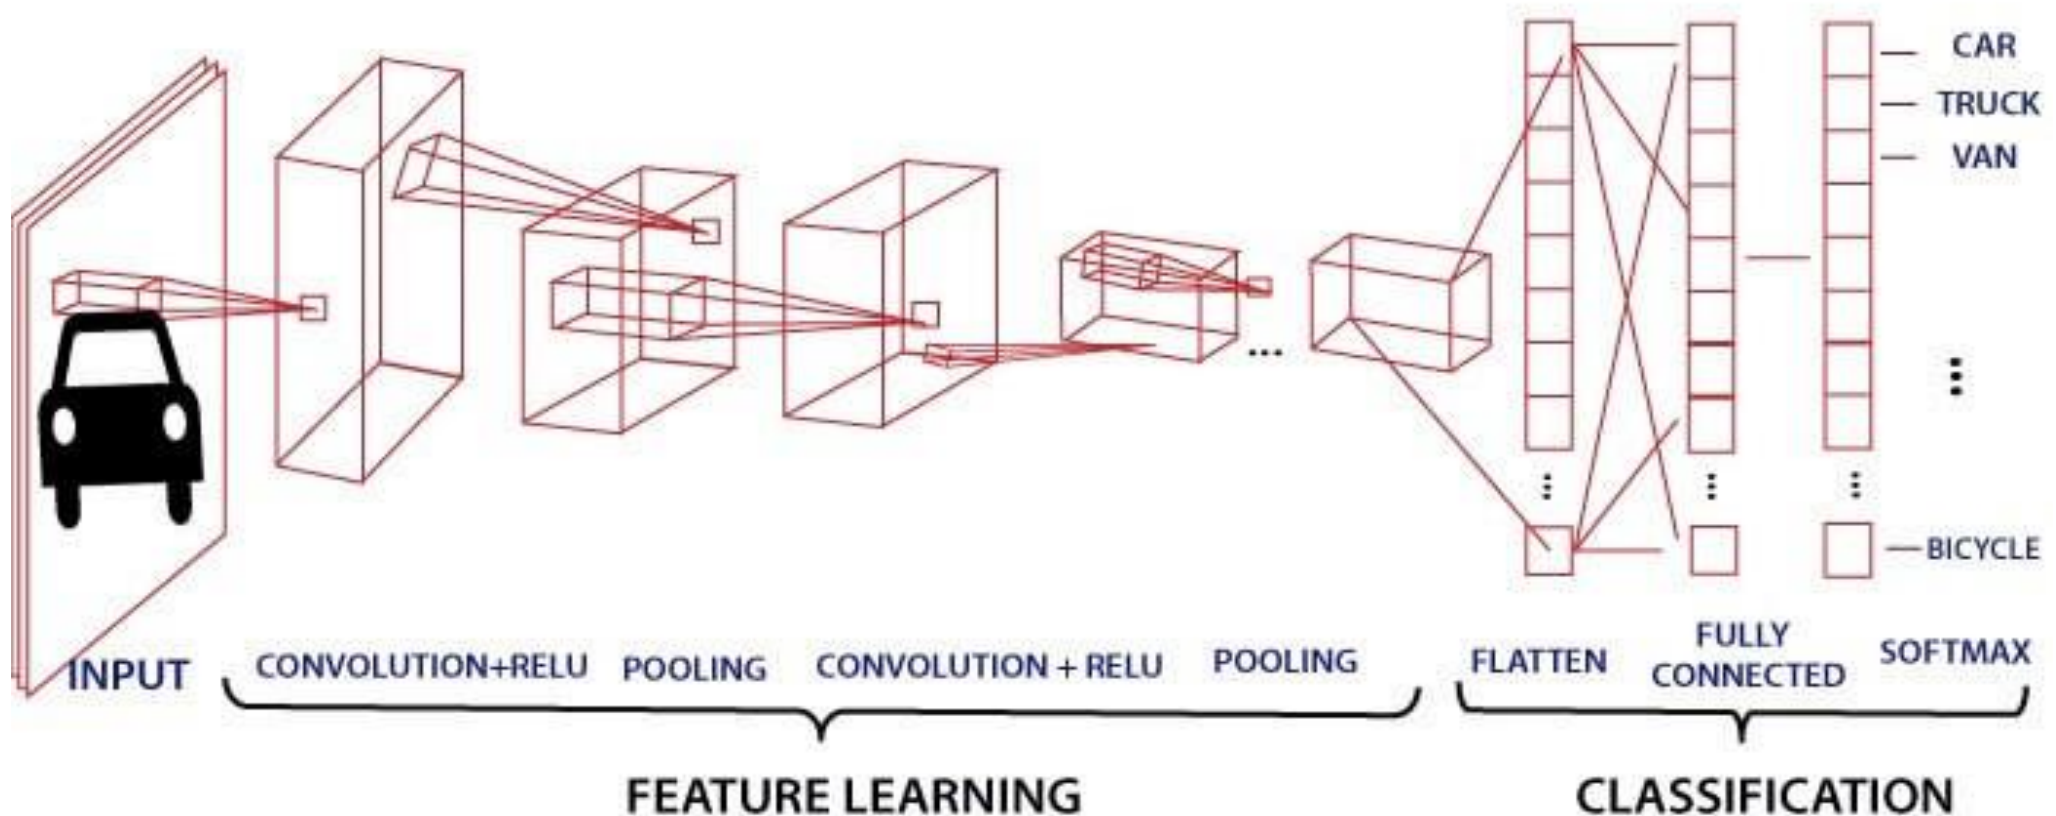 CAR
TRUCK
VAN
BICYCLE
INPUT
CONVOLUTION+RELU
POOLING
CONVOLUTION + RELU
POOLING
FLATTEN
FULLY
CONNECTED
SOFTMAX
FEATURE LEARNING
CLASSIFICATION